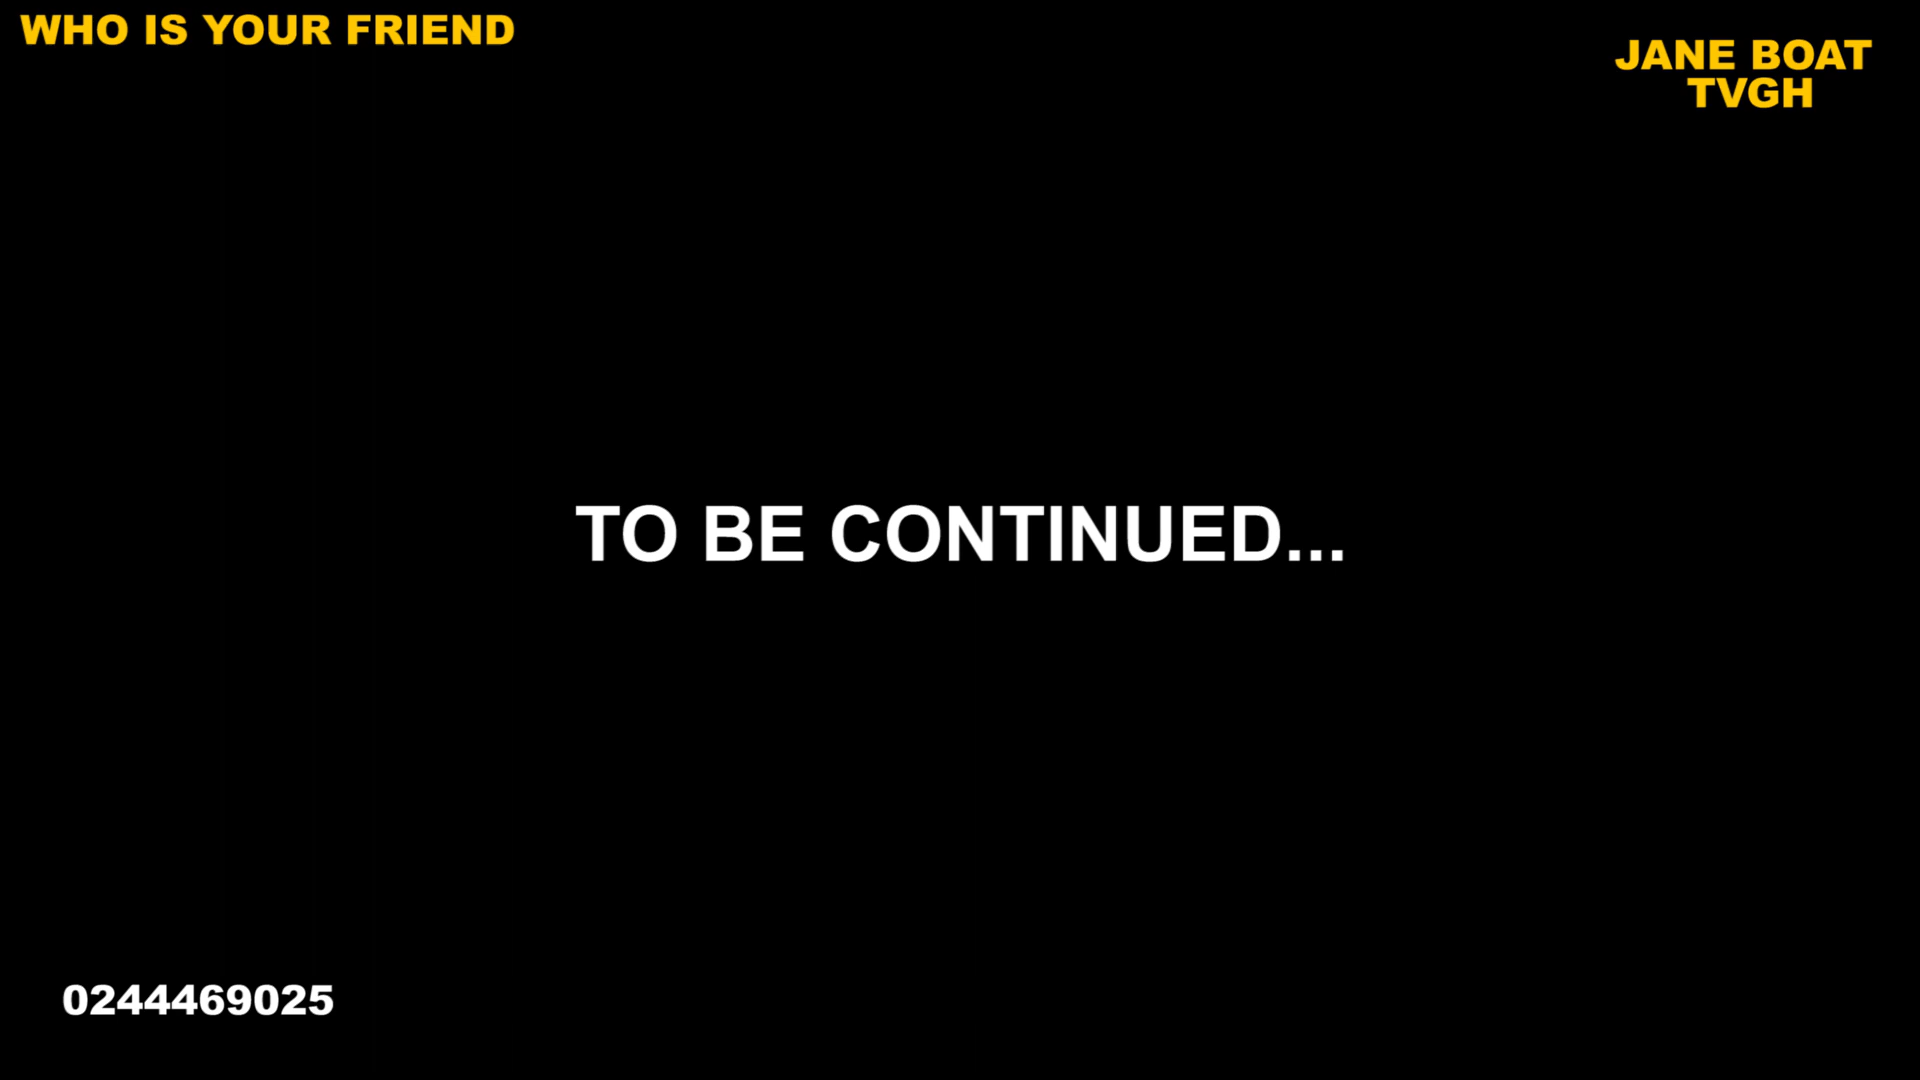 WHO IS YOUR FRIEND
JANE BOAT
TVGH
TO BE CONTINUED...
0244469025